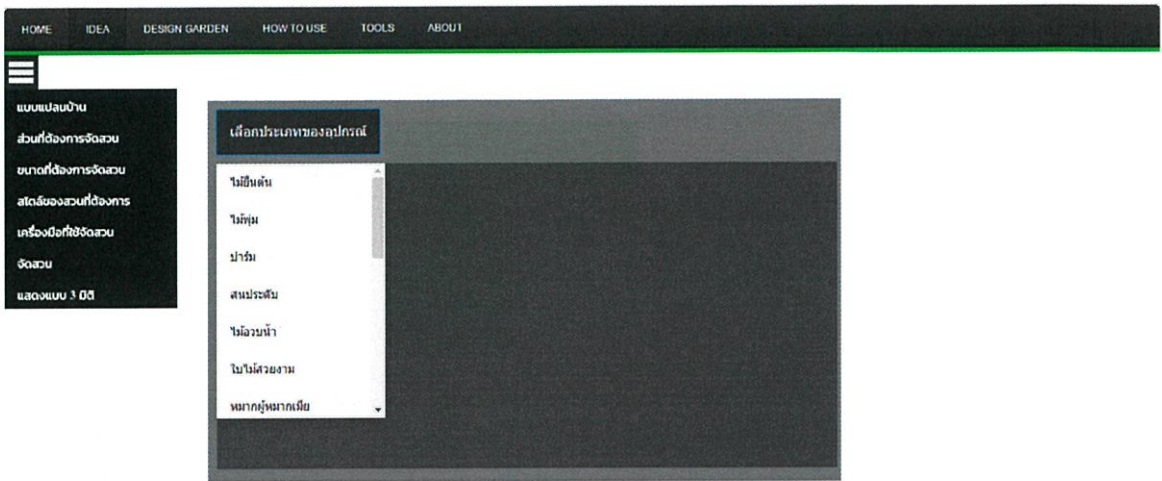 HOME IDEA DESIGN GARDEN HOW TO USE TOOLS ABOUT
แบบแปลนบ้าน
ส่วนที่ต้องการจัดสวน
ขนาดที่ต้องการจัดสวน
สไตล์ของสวนที่ต้องการ
เครื่องมือที่ใช้จัดสวน
จัดสวน
แสดงแบบ 3 มิติ
เลือกประเภทของอุปกรณ์
ไม้ยืนต้น
ไม้พุ่ม
ปาร์ม
สนประดับ
ไม้อวบน้ำ
ใบไม้สวยงาม
หมากผู้หมากเมีย